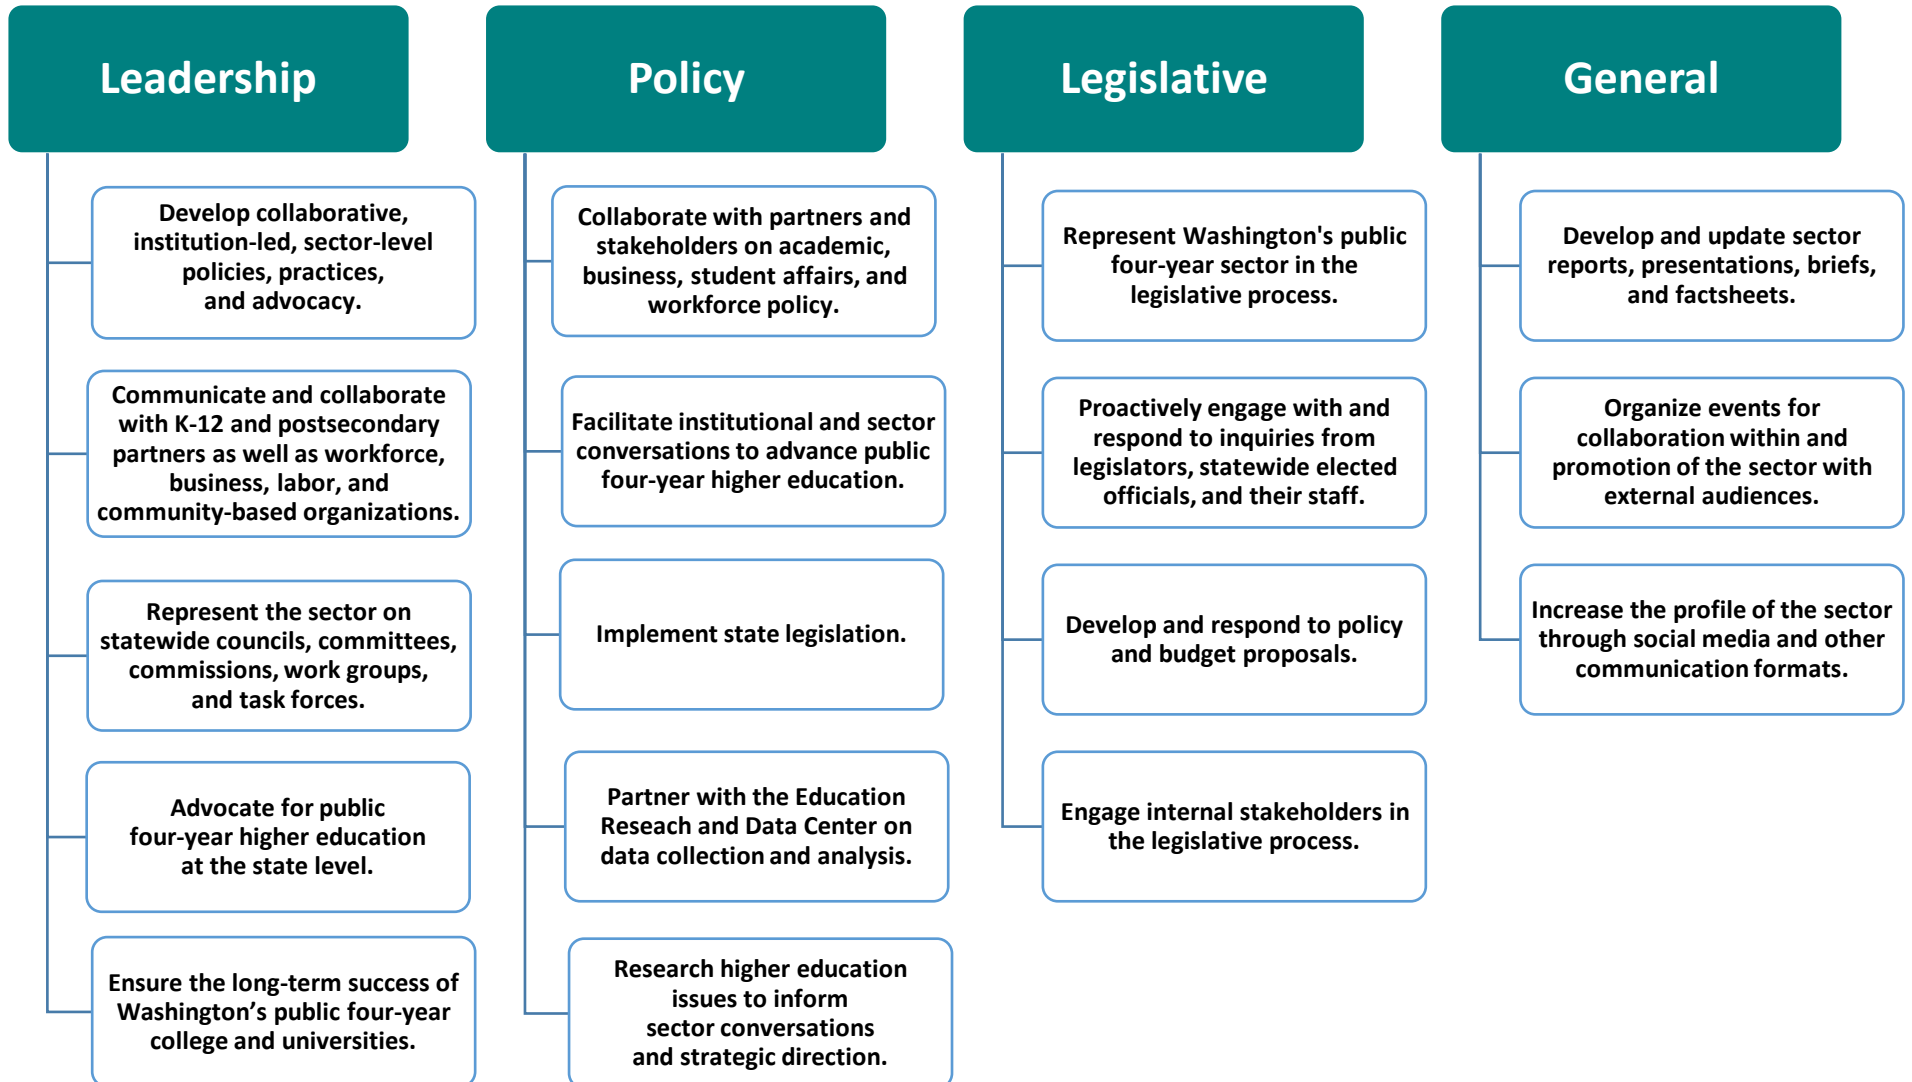 Leadership
Develop collaborative,
institution-led, sector-level
policies, practices,
and advocacy.
Communicate and collaborate
with K-12 and postsecondary
partners as well as workforce,
business, labor, and
community-based organizations.
Represent the sector on
statewide councils, committees,
commissions, work groups,
and task forces.
Advocate for public
four-year higher education
at the state level.
Ensure the long-term success of
Washington’s public four-year
college and universities.
Policy
Collaborate with partners and
stakeholders on academic,
business, student affairs, and
workforce policy.
Facilitate institutional and sector
conversations to advance public
four-year higher education.
Implement state legislation.
Partner with the Education
Reseach and Data Center on
data collection and analysis.
Research higher education
issues to inform
sector conversations
and strategic direction.
Legislative
Represent Washington's public
four-year sector in the
legislative process.
Proactively engage with and
respond to inquiries from
legislators, statewide elected
officials, and their staff.
Develop and respond to policy
and budget proposals.
Engage internal stakeholders in
the legislative process.
General
Develop and update sector
reports, presentations, briefs,
and factsheets.
Organize events for
collaboration within and
promotion of the sector with
external audiences.
Increase the profile of the sector
through social media and other
communication formats.